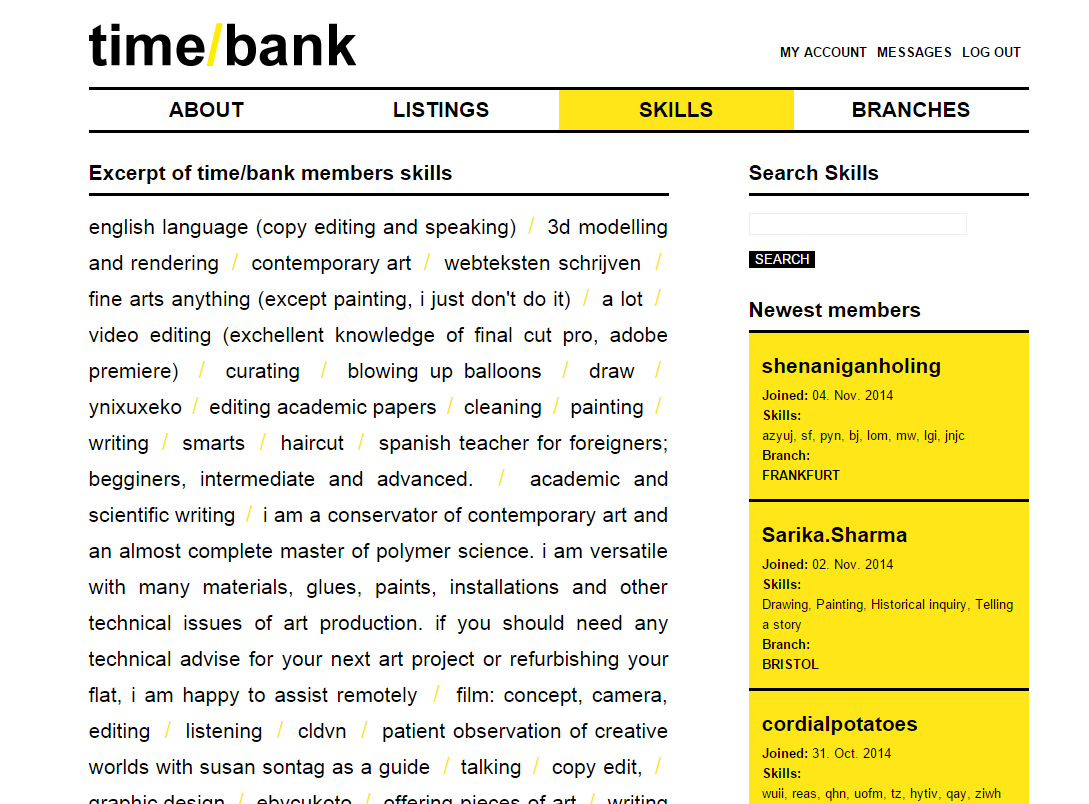 time/bank
MY ACCOUNT MESSAGES LOG OUT
ABOUT LISTINGS SKILLS BRANCHES
Excerpt of time/bank members skills
english language (copy editing and speaking) / 3d modelling
and rendering / contemporary art / webteksten schrijven /
fine arts anything (except painting, i just don't do it) / a lot /
video editing (exchellent knowledge of final cut pro, adobe
premiere) / curating / blowing up balloons / draw /
ynixuxeko / editing academic papers / cleaning / painting /
writing / smarts / haircut / spanish teacher for foreigners;
begginers, intermediate and advanced. / academic and
scientific writing / i am a conservator of contemporary art and
an almost complete master of polymer science. i am versatile
with many materials, glues, paints, installations and other
technical issues of art production. if you should need any
technical advise for your next art project or refurbishing your
flat, i am happy to assist remotely / film: concept, camera,
editing / listening / cldvn / patient observation of creative
worlds with susan sontag as a guide / talking / copy edit, /
graphic design / ebycukoto / offering pieces of art / writing
Search Skills
SEARCH
Newest members
shenaniganholing
Joined: 04. Nov. 2014
Skills:
azyuj, sf, pyn, bj, lom, mw, lgi, jnjc
Branch:
FRANKFURT
Sarika.Sharma
Joined: 02. Nov. 2014
Skills:
Drawing, Painting, Historical inquiry, Telling
a story
Branch:
BRISTOL
cordialpotatoes
Joined: 31. Oct. 2014
Skills:
wuii, reas, qhn, uofm, tz, hytiv, qay, ziwh